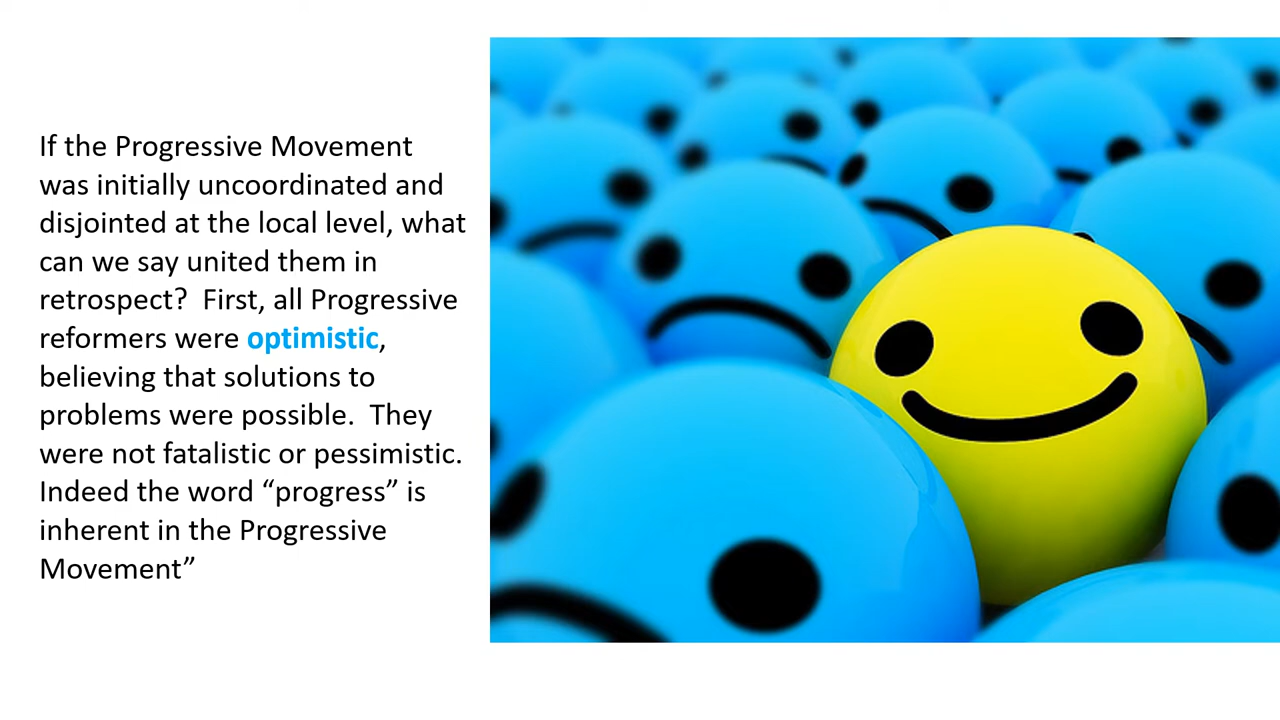 If the Progressive Movement
was initially uncoordinated and
disjointed at the local level, what
can we say united them in
retrospect?  First, all Progressive
reformers were optimistic,
believing that solutions to
problems were possible.  They
were not fatalistic or pessimistic.
Indeed the word “progress” is
inherent in the Progressive
Movement”